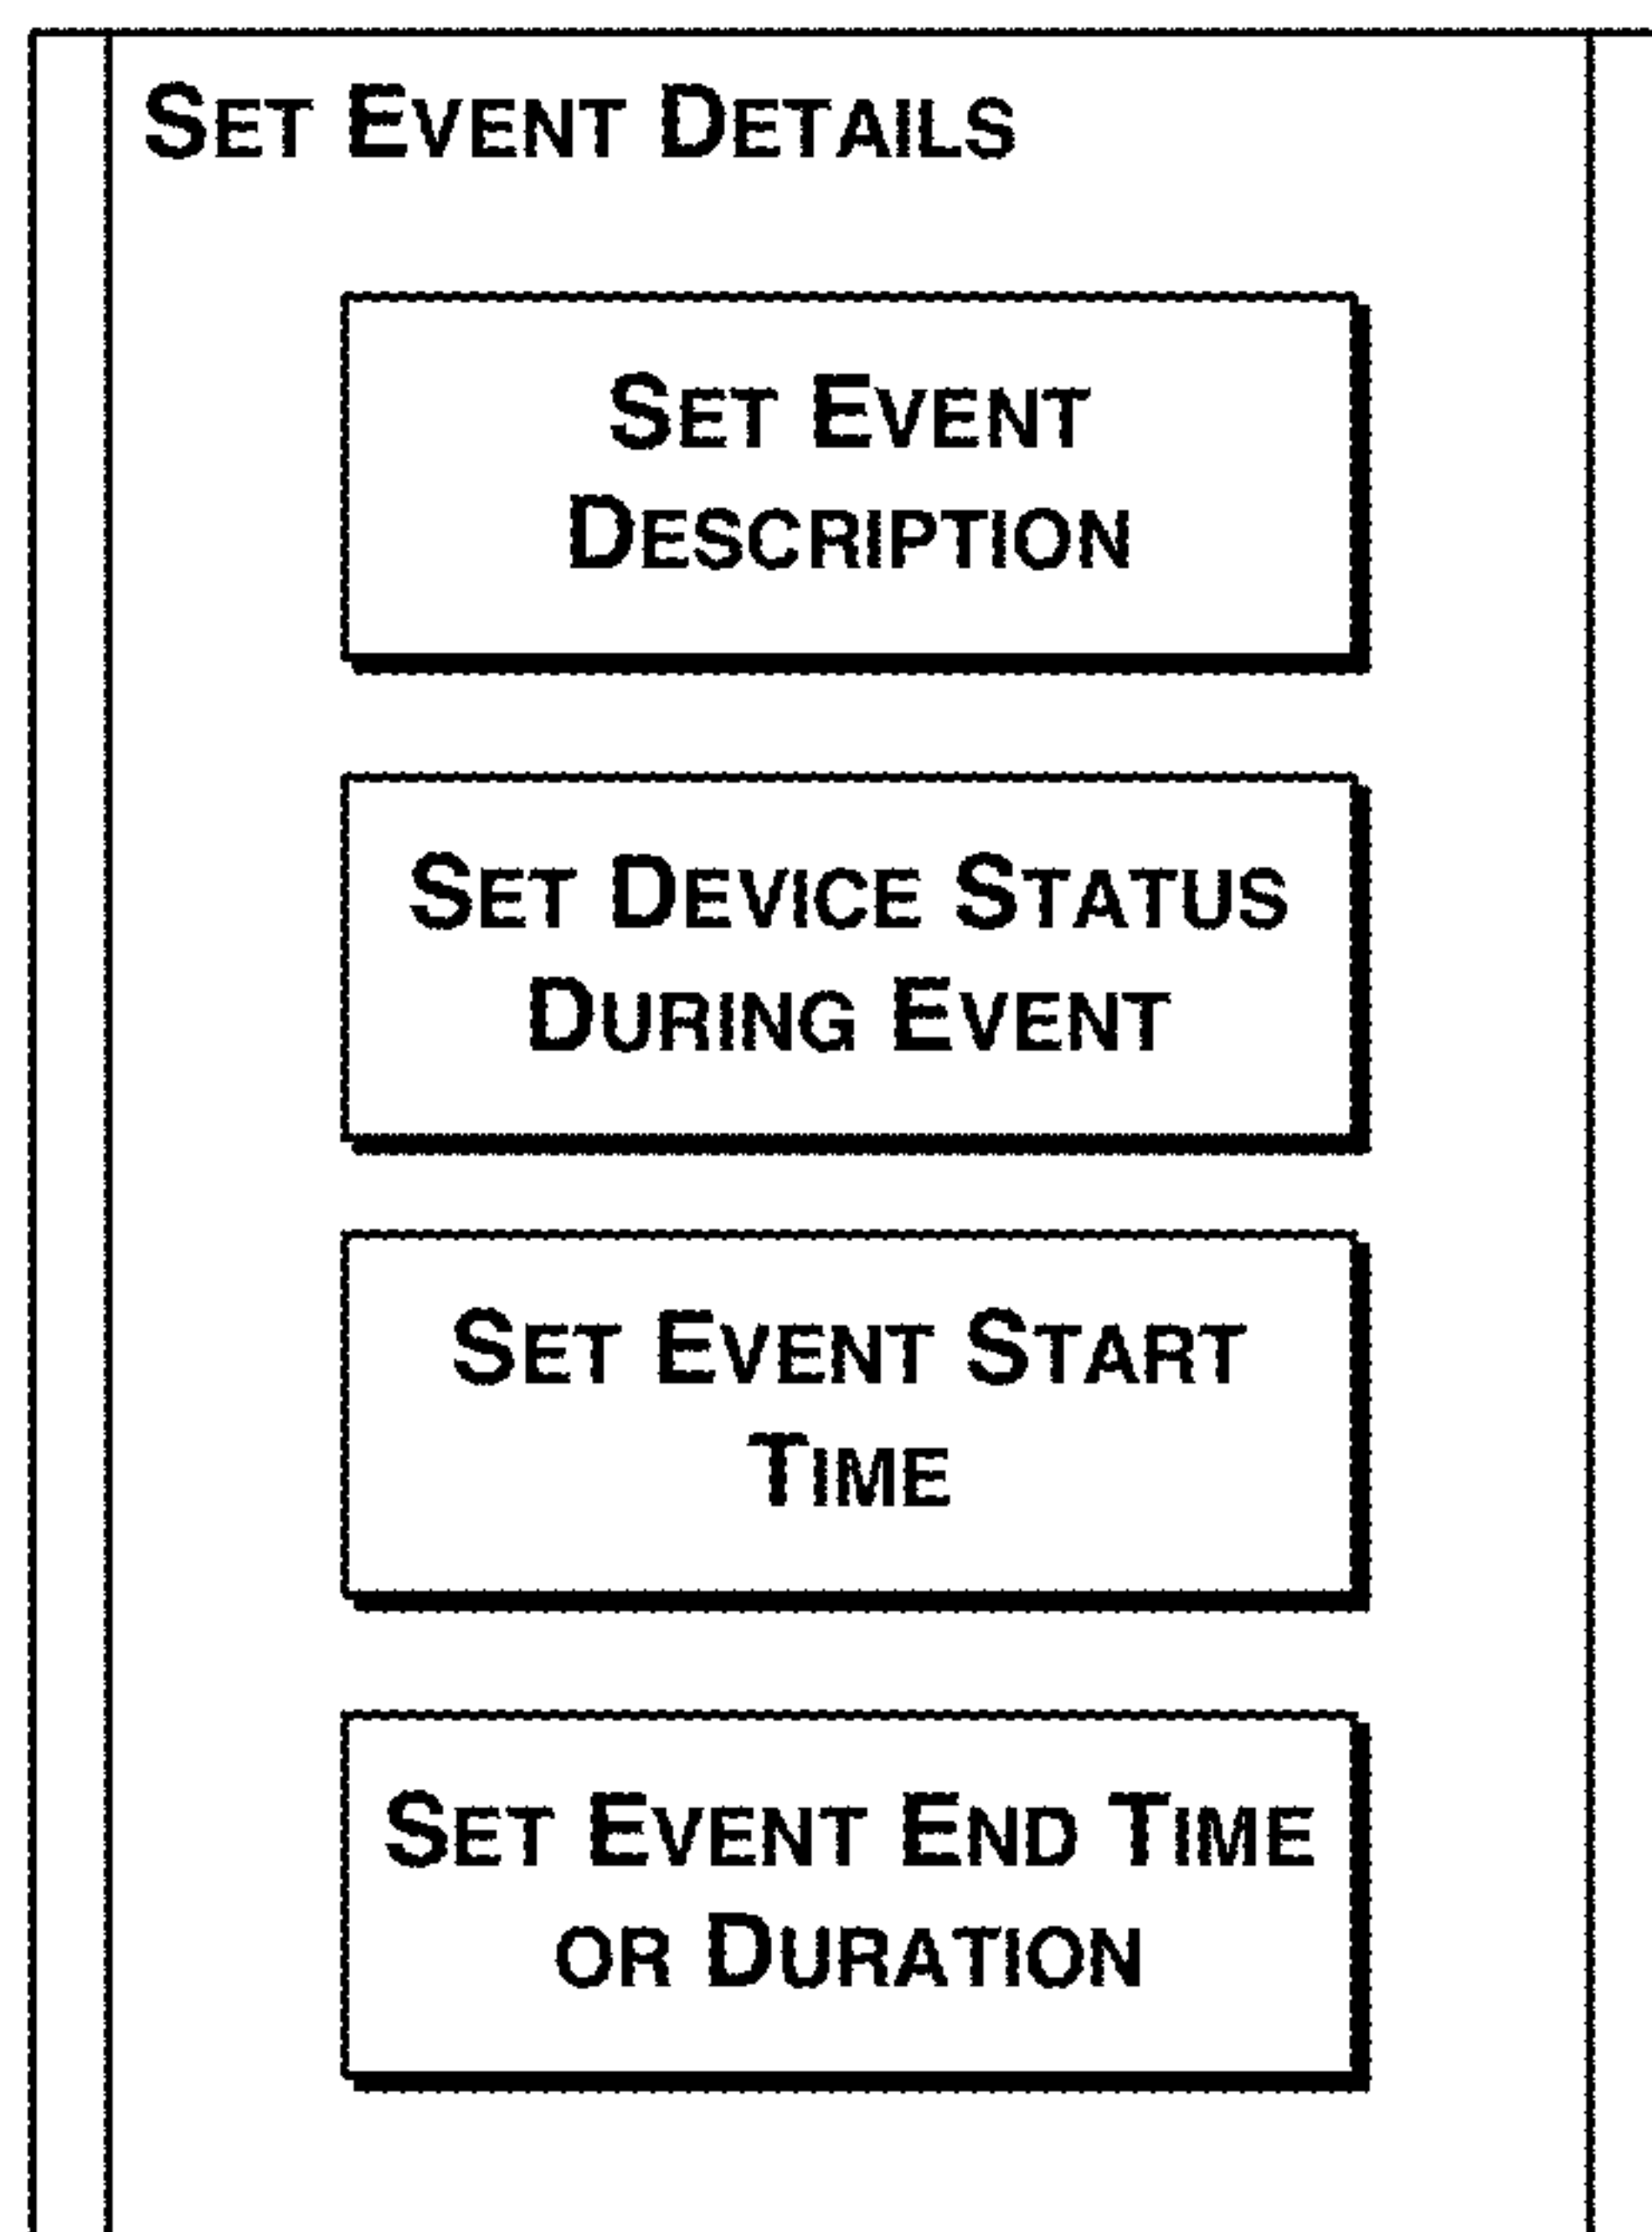 SET EVENT DETAILS
SET EVENT
DESCRIPTION
SET DEVICE STATUS
DURING EVENT
SET EVENT START
TIME
SET EVENT END TIME
OR DURATION